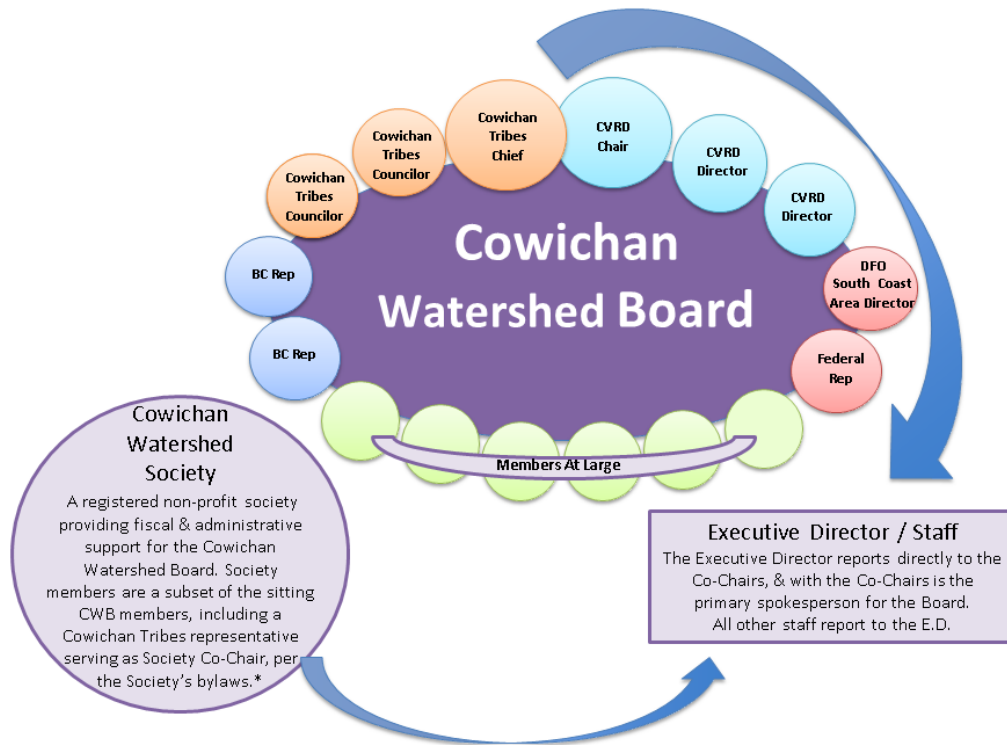 Cowichan
Tribes
Chief
CVRD
Chair
Cowichan
Tribes
Councilor
CVRD
Director
Cowichan
Tribes
Councilor
CVRD
Director
BC Rep
DFO
South Coast
Area Director
BC Rep
Federal
Rep
Cowichan
Watershed Board
Members At Large
Cowichan
Watershed
Society
A registered non-profit society
providing fiscal & administrative
support for the Cowichan
Watershed Board. Society
members are a subset of the sitting
CWB members, including a
Cowichan Tribes representative
serving as Society Co-Chair, per
the Society's bylaws.*
Executive Director / Staff
The Executive Director reports directly to the
Co-Chairs, & with the Co-Chairs is the
primary spokesperson for the Board.
All other staff report to the E.D.